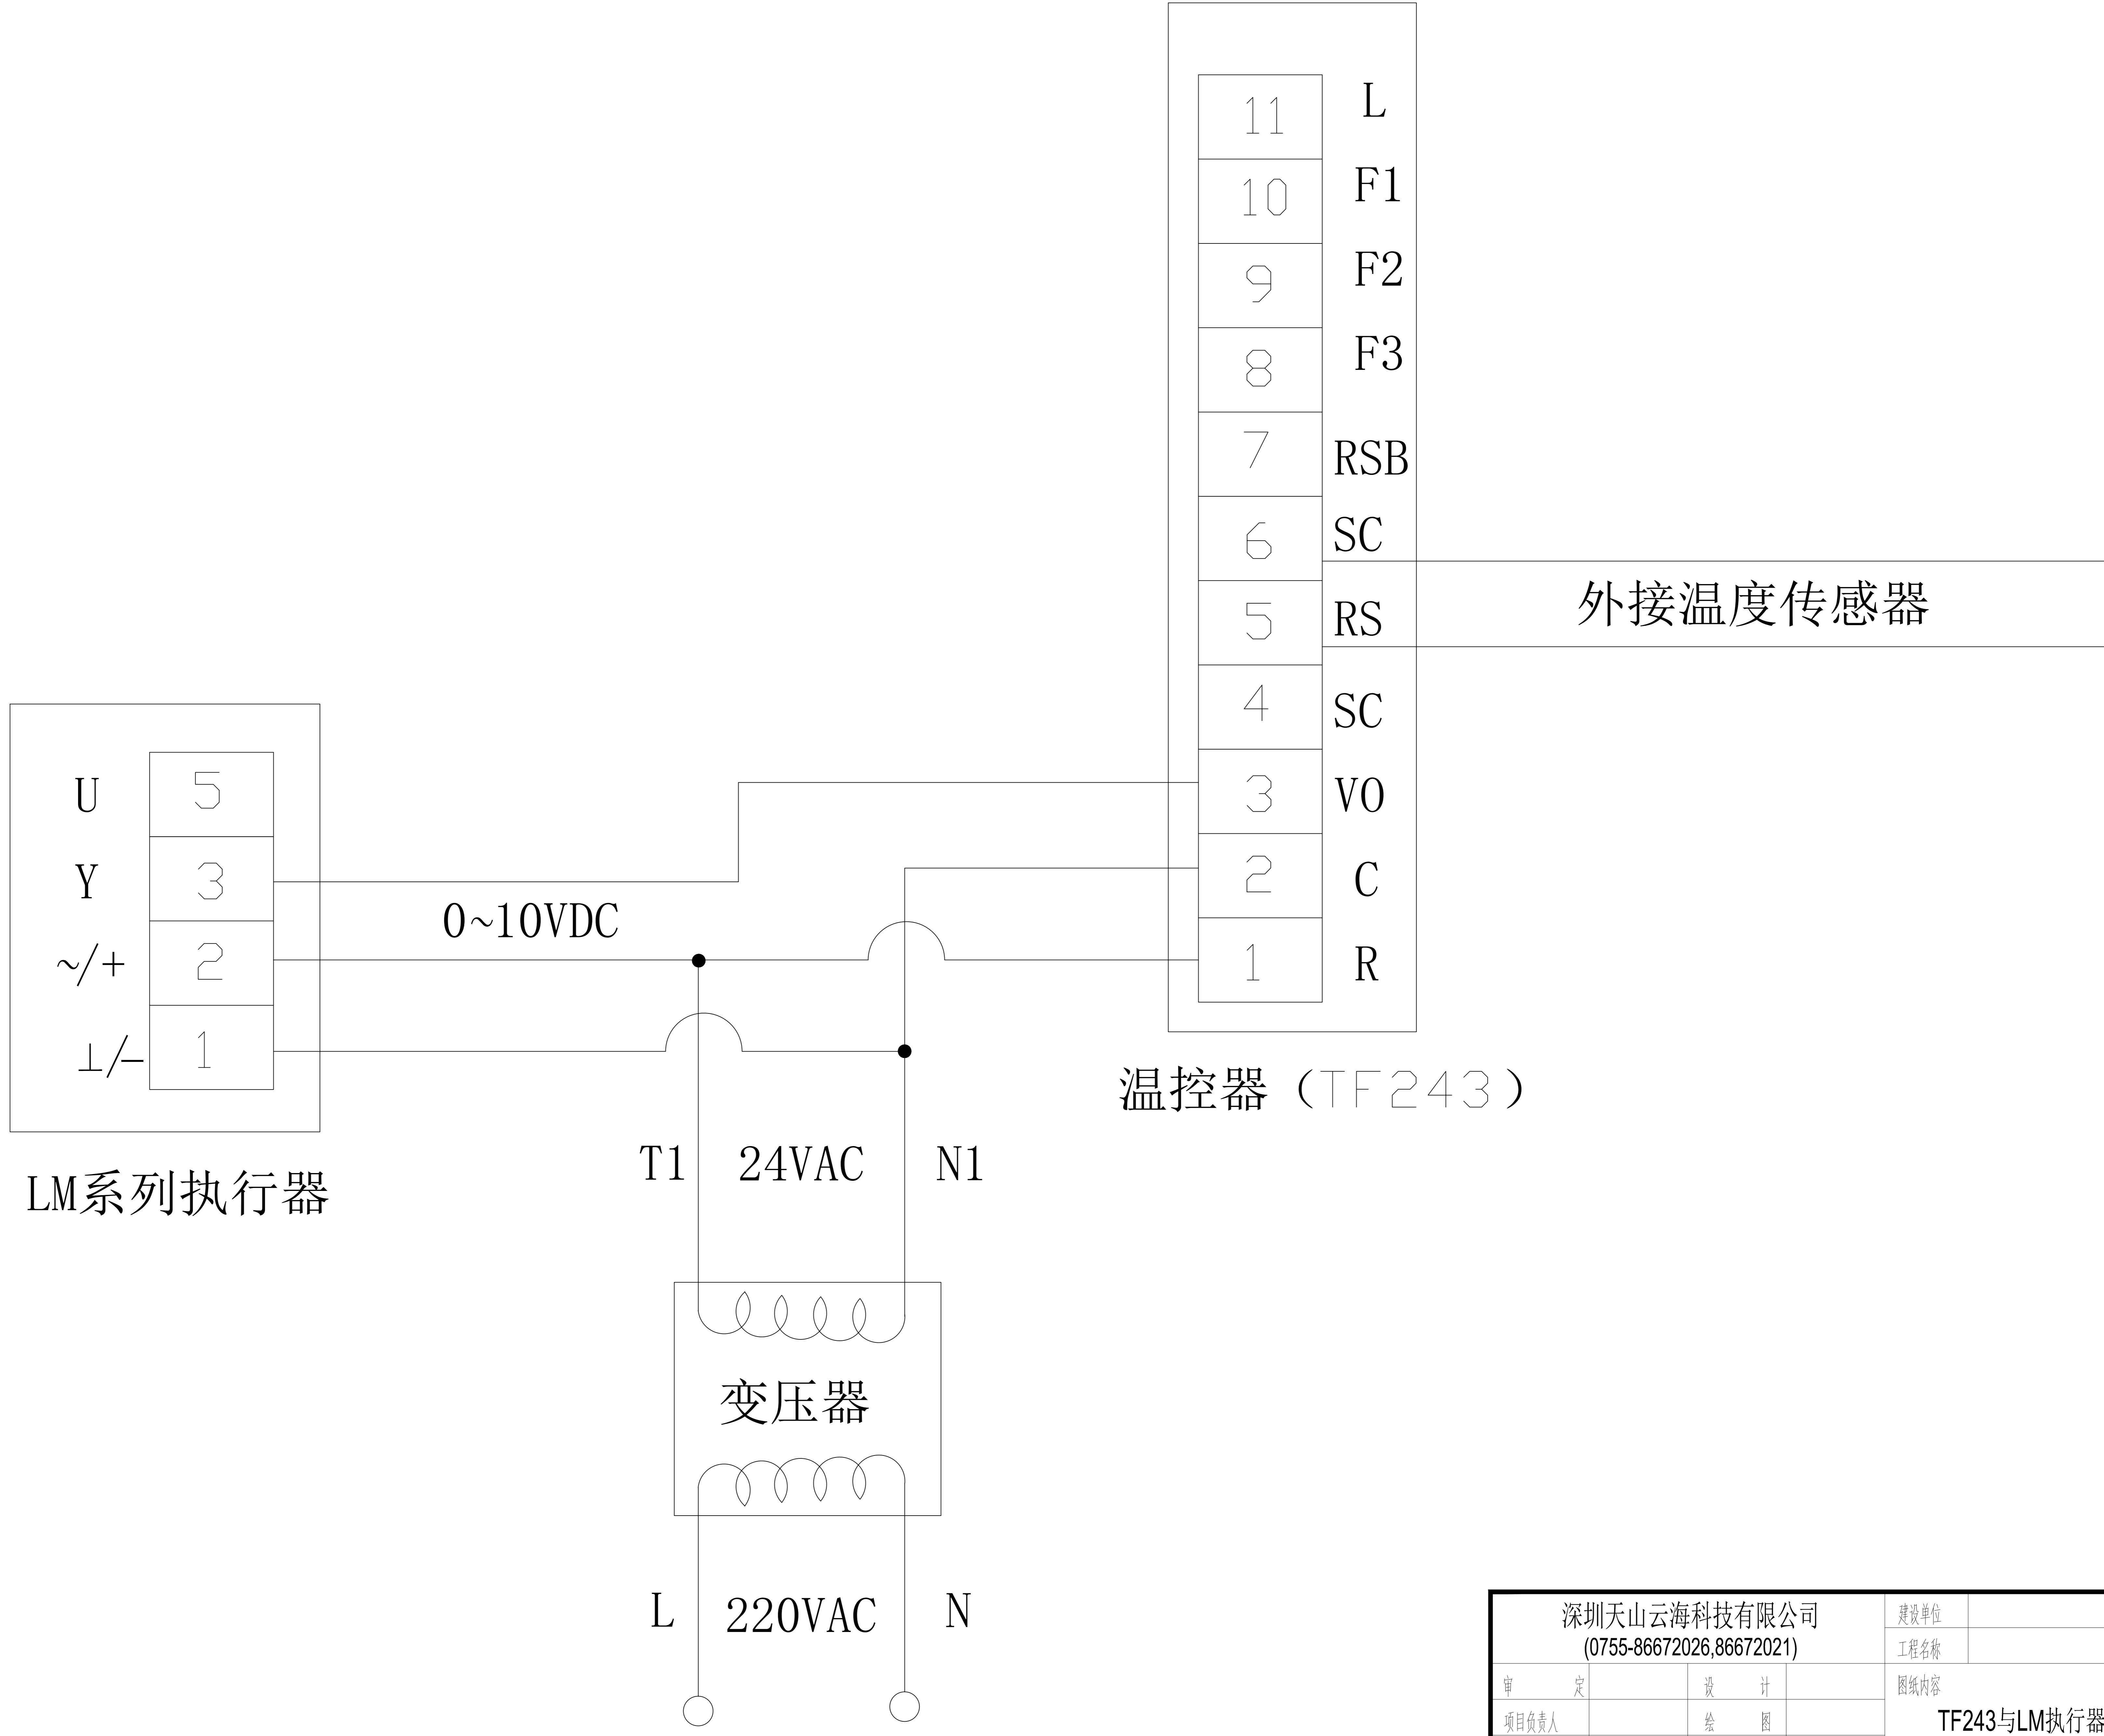 11 L
10 F1
9 F2
8 F3
7 RSB
6 SC
外接温度传感器
5 RS
4 SC
3 VO
2 C
1 R
温控器（TF243）
U 5
Y 3
0~10VDC
~/+ 2
⊥/— 1
LM系列执行器
T1 24VAC N1
变压器
L 220VAC N
深圳天山云海科技有限公司
(0755-86672026,86672021)
建设单位
工程名称
审 定
设 计
图纸内容
项目负责人
绘 图
TF243与LM执行器